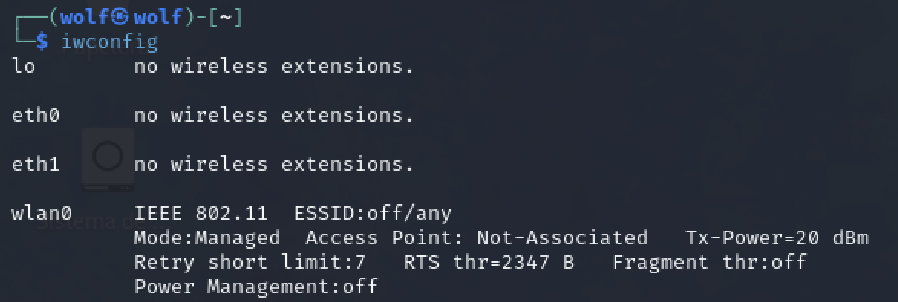 ┌──(wolf㉿wolf)-[~]
└─$ iwconfig
lo        no wireless extensions.
eth0      no wireless extensions.
eth1      no wireless extensions.
wlan0     IEEE 802.11  ESSID:off/any
          Mode:Managed  Access Point: Not-Associated   Tx-Power=20 dBm
          Retry short limit:7   RTS thr=2347 B   Fragment thr:off
          Power Management:off
Sistema d